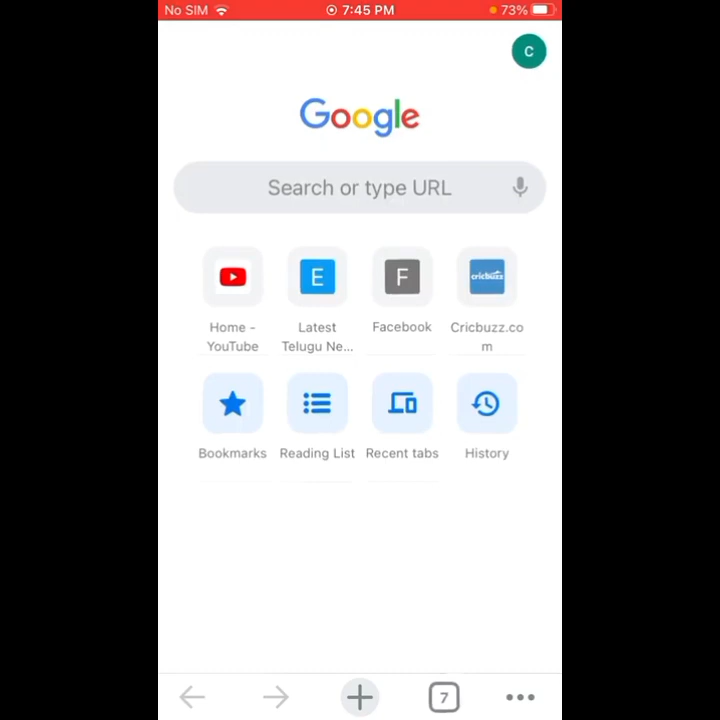 No SIM 7:45 PM 73%
C
Google
Search or type URL
E F cricbuzz
Home - YouTube
Latest Telugu Ne...
Facebook
Cricbuzz.com
Bookmarks Reading List Recent tabs History
7